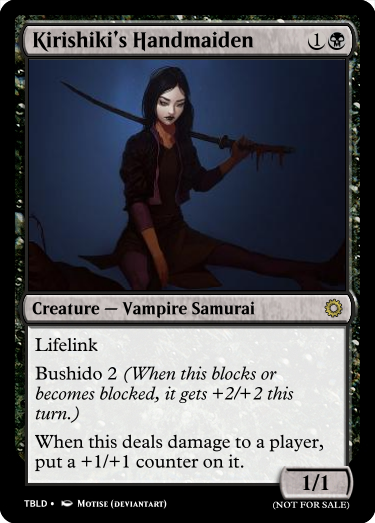 Kirishiki's Handmaiden 1
Creature — Vampire Samurai
Lifelink
Bushido 2 (When this blocks or
becomes blocked, it gets +2/+2 this
turn.)
When this deals damage to a player,
put a +1/+1 counter on it.
1/1
TBLD • Motise (deviantart)
(NOT FOR SALE)